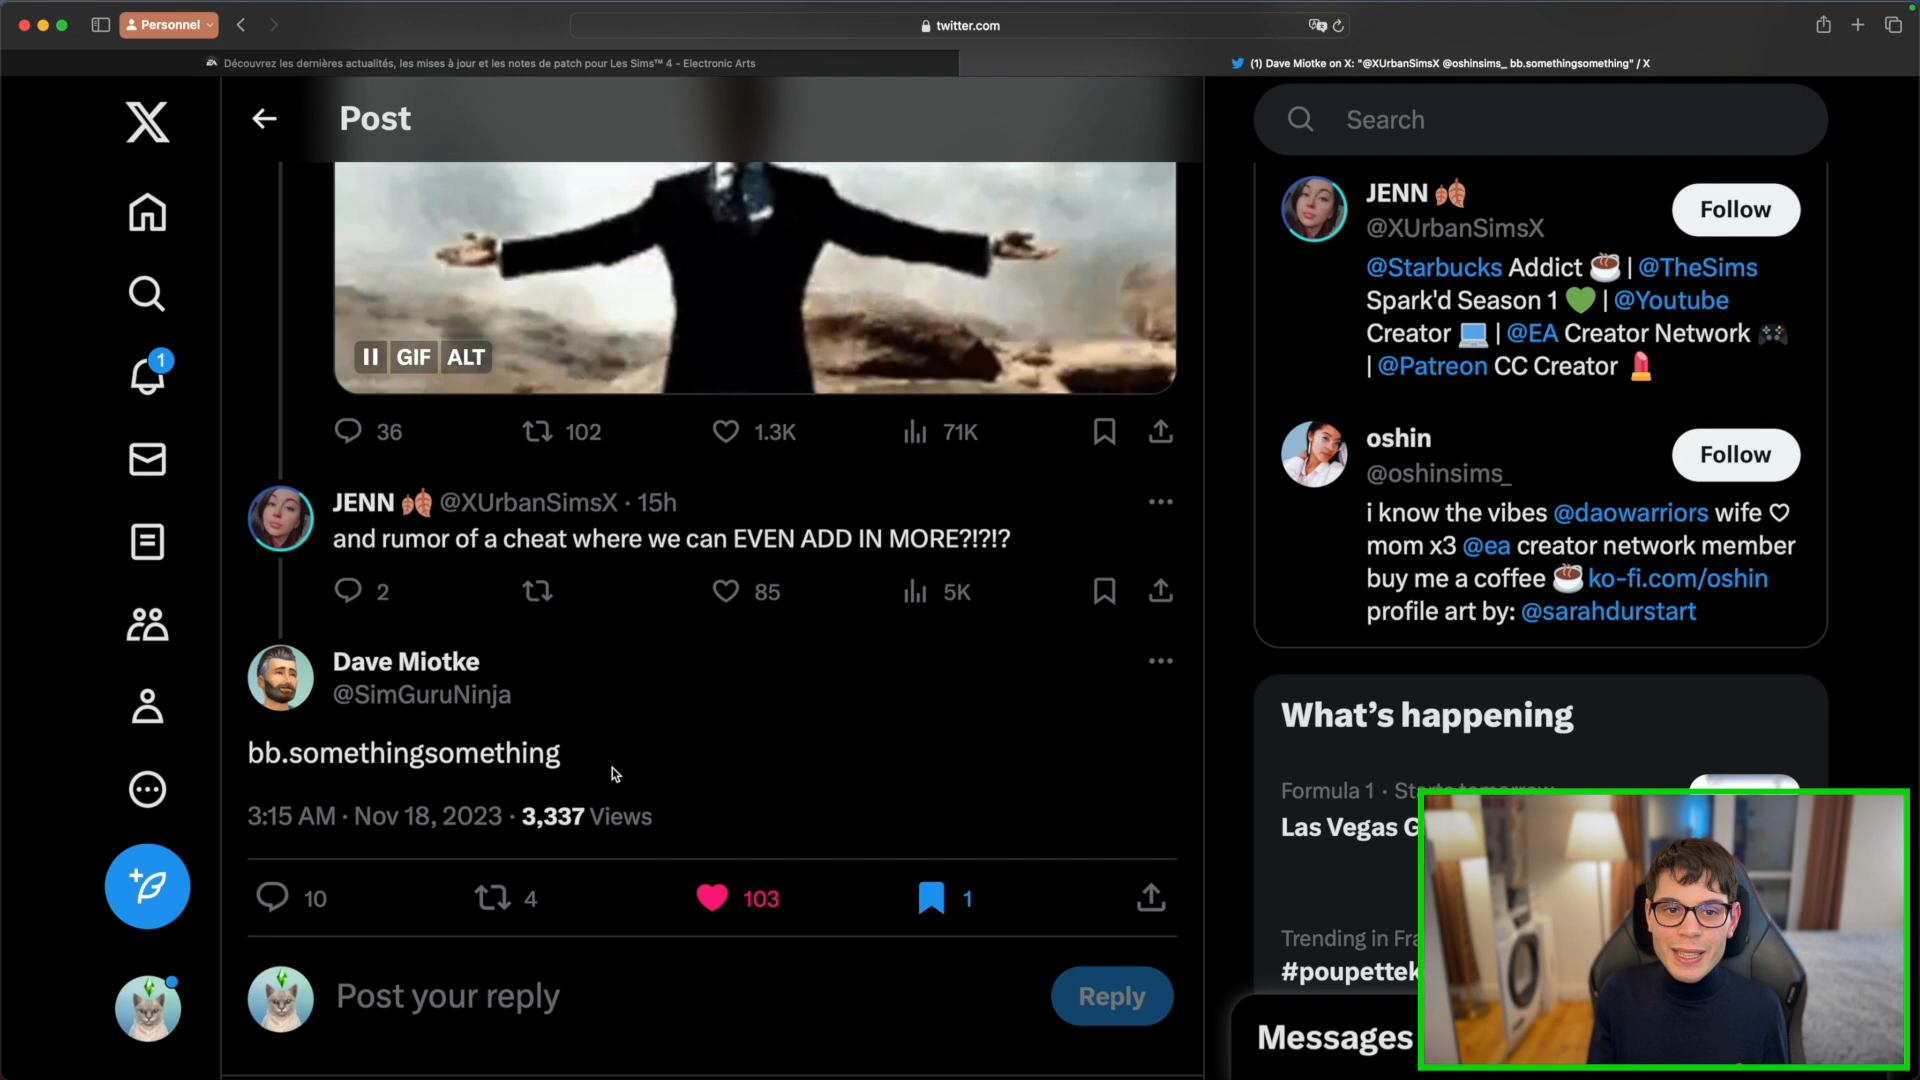 Personnel
twitter.com
Découvrez les dernières actualités, les mises à jour et les notes de patch pour Les Sims™ 4 - Electronic Arts
(1) Dave Miotke on X: "@XUrbanSimsX @oshinsims_ bb.somethingsomething" / X
Post
GIF ALT
36 102 1.3K 71K
JENN 🍂 @XUrbanSimsX · 15h
and rumor of a cheat where we can EVEN ADD IN MORE?!?!?
2 85 5K
Dave Miotke
@SimGuruNinja
bb.somethingsomething
3:15 AM · Nov 18, 2023 · 3,337 Views
10 4 103 1
Post your reply
Reply
1
Search
JENN 🍂
@XUrbanSimsX
Follow
@Starbucks Addict ☕ | @TheSims
Spark'd Season 1 💚 | @Youtube
Creator 💻 | @EA Creator Network 🎮
| @Patreon CC Creator 💄
oshin
@oshinsims_
Follow
i know the vibes @daowarriors wife ♡
mom x3 @ea creator network member
buy me a coffee ☕ ko-fi.com/oshin
profile art by: @sarahdurstart
What's happening
Formula 1 · Starts tomorrow
Las Vegas G
Trending in Fra
#poupettek
Messages